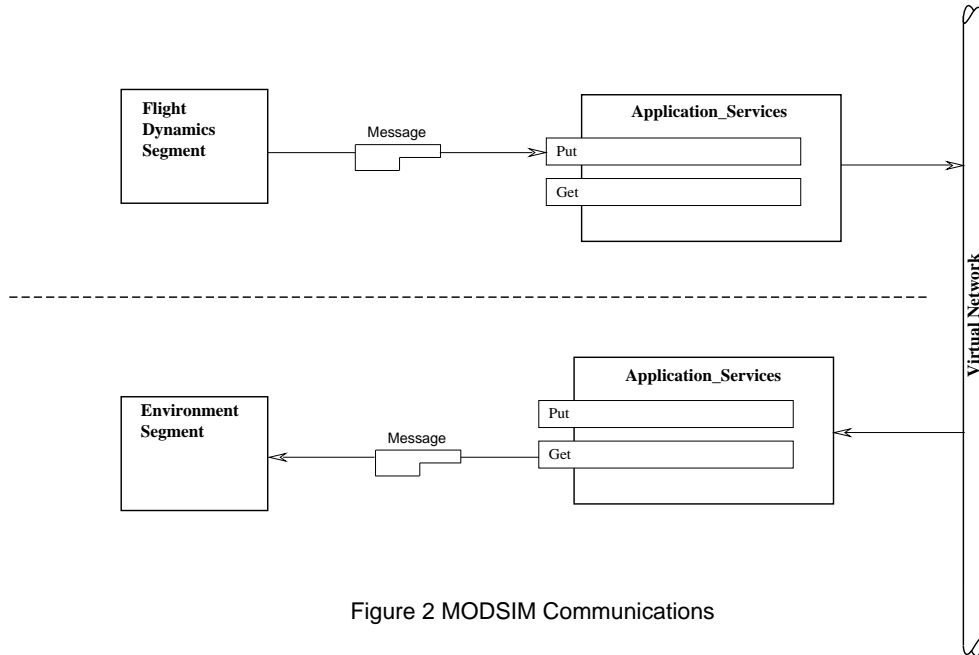 Flight
Dynamics
Segment
Message
Application_Services
Put
Get
Virtual Network
Environment
Segment
Message
Application_Services
Put
Get
Figure 2 MODSIM Communications